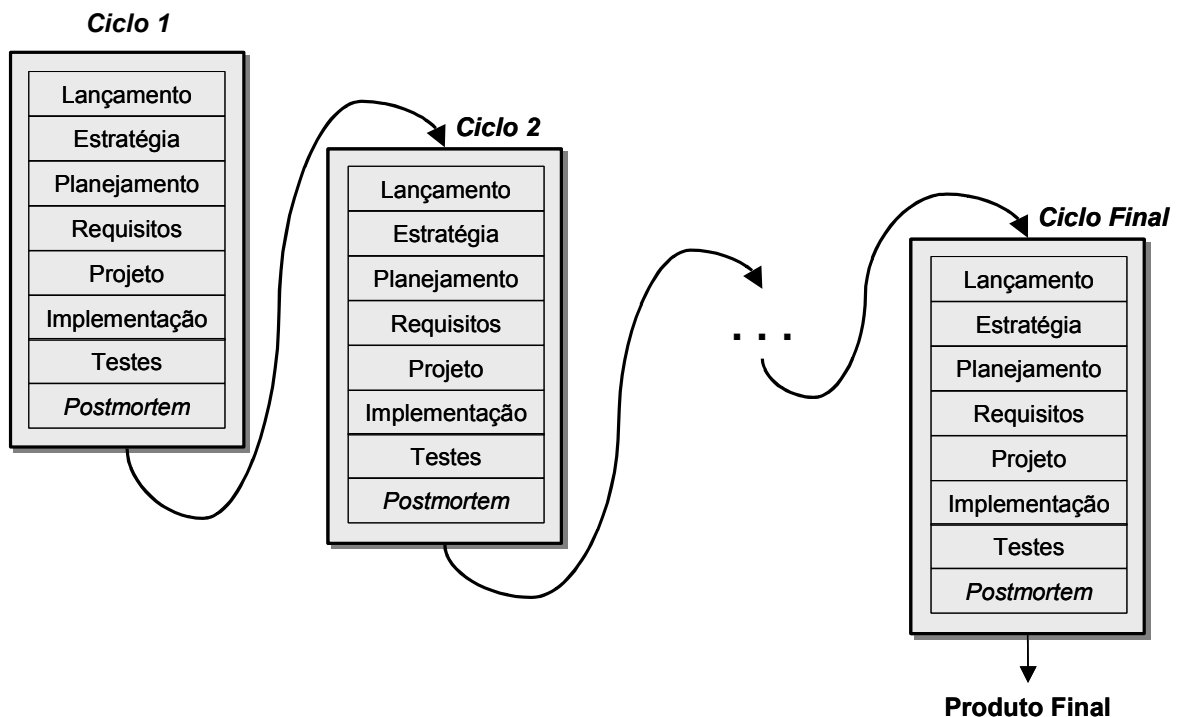 Ciclo 1
Lançamento
Estratégia
Planejamento
Requisitos
Projeto
Implementação
Testes
Postmortem
Ciclo 2
Lançamento
Estratégia
Planejamento
Requisitos
Projeto
Implementação
Testes
Postmortem
. . .
Ciclo Final
Lançamento
Estratégia
Planejamento
Requisitos
Projeto
Implementação
Testes
Postmortem
Produto Final